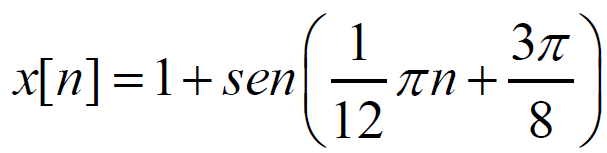 x[n] = 1 + sen( 1/12 πn + 3π/8 )